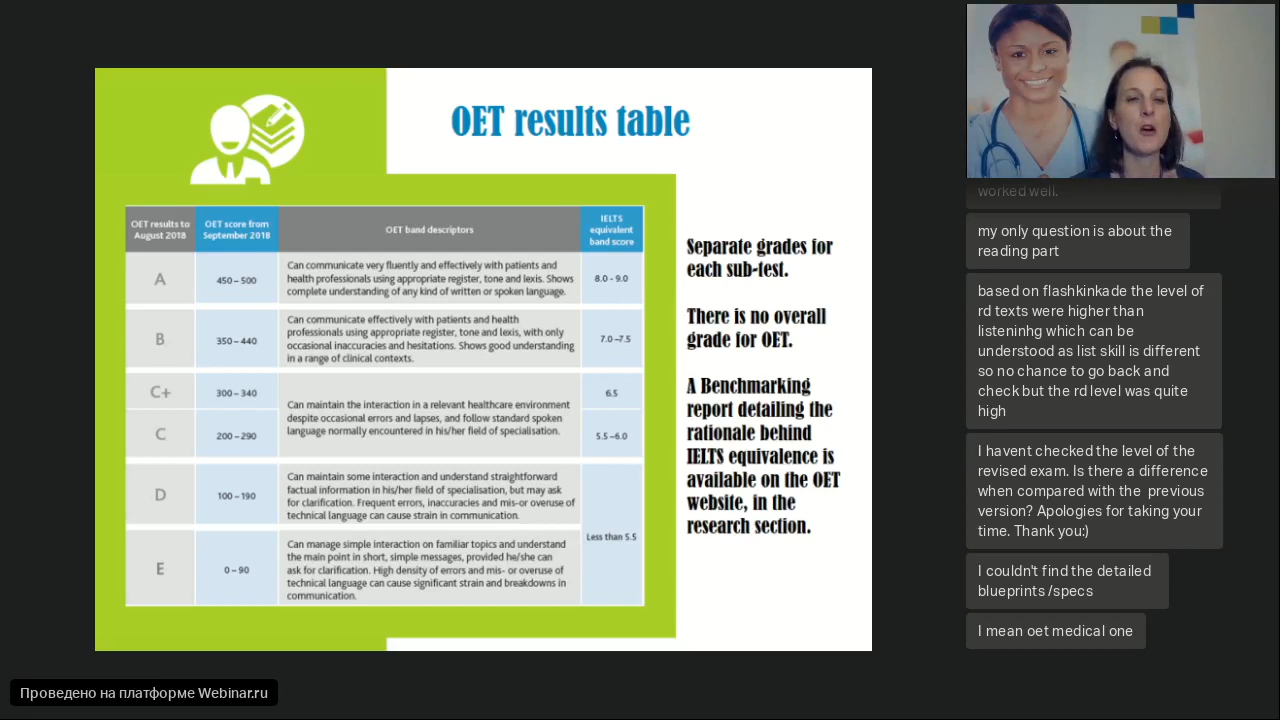 OET results table
OET results to
August 2018
OET score from
September 2018
OET band descriptors
IELTS
equivalent
band score
A
450 – 500
Can communicate very fluently and effectively with patients and
health professionals using appropriate register, tone and lexis. Shows
complete understanding of any kind of written or spoken language.
8.0 - 9.0
B
350 – 440
Can communicate effectively with patients and health
professionals using appropriate register, tone and lexis, with only
occasional inaccuracies and hesitations. Shows good understanding
in a range of clinical contexts.
7.0 –7.5
C+
300 – 340
6.5
Can maintain the interaction in a relevant healthcare environment
despite occasional errors and lapses, and follow standard spoken
language normally encountered in his/her field of specialisation.
C
200 – 290
5.5 –6.0
D
100 – 190
Can maintain some interaction and understand straightforward
factual information in his/her field of specialisation, but may ask
for clarification. Frequent errors, inaccuracies and mis-or overuse of
technical language can cause strain in communication.
Less than 5.5
E
0 – 90
Can manage simple interaction on familiar topics and understand
the main point in short, simple messages, provided he/she can
ask for clarification. High density of errors and mis- or overuse of
technical language can cause significant strain and breakdowns in
communication.
Separate grades for
each sub-test.
There is no overall
grade for OET.
A Benchmarking
report detailing the
rationale behind
IELTS equivalence is
available on the OET
website, in the
research section.
worked well.
my only question is about the
reading part
based on flashkinkade the level of
rd texts were higher than
listeninhg which can be
understood as list skill is different
so no chance to go back and
check but the rd level was quite
high
I havent checked the level of the
revised exam. Is there a difference
when compared with the  previous
version? Apologies for taking your
time. Thank you:)
I couldn't find the detailed
blueprints /specs
I mean oet medical one
Проведено на платформе Webinar.ru